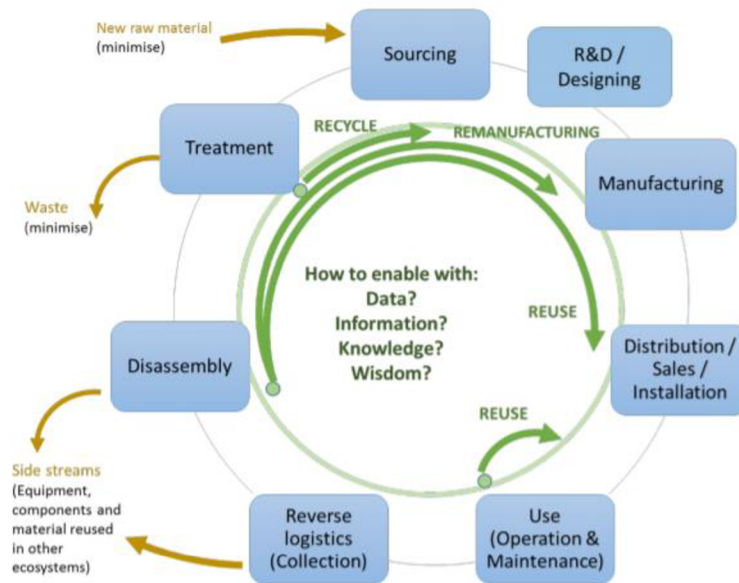 New raw material
(minimise)
Sourcing
R&D /
Designing
RECYCLE
REMANUFACTURING
Treatment
Manufacturing
Waste
(minimise)
How to enable with:
Data?
Information?
Knowledge?
Wisdom?
REUSE
Disassembly
Distribution /
Sales /
Installation
REUSE
Side streams
(Equipment,
components and
material reused
in other
ecosystems)
Reverse
logistics
(Collection)
Use
(Operation &
Maintenance)